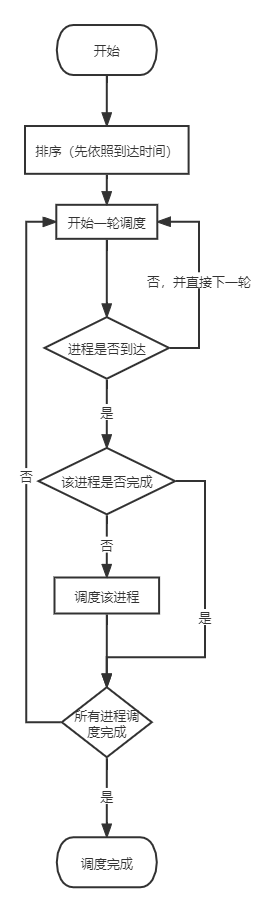 开始
排序（先依照到达时间）
开始一轮调度
否，并直接下一轮
进程是否到达
是
该进程是否完成
否
否
调度该进程
是
所有进程调
度完成
是
调度完成